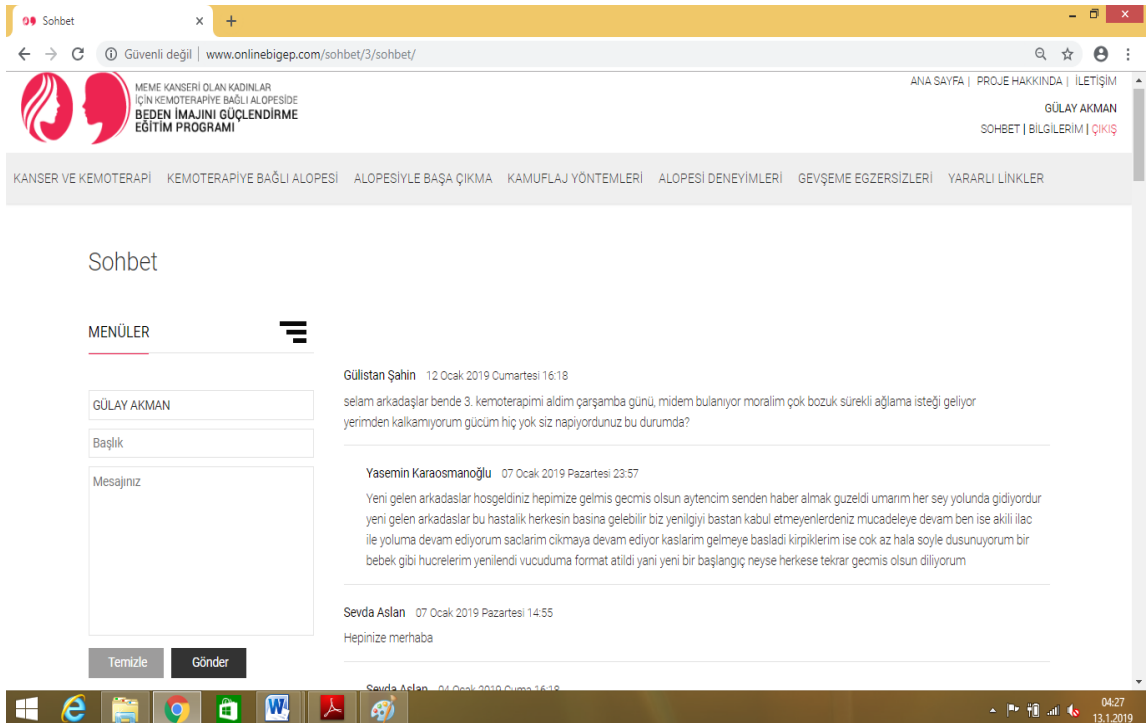 Sohbet
Güvenli değil | www.onlinebigep.com/sohbet/3/sohbet/
MEME KANSERİ OLAN KADINLAR
İÇİN KEMOTERAPİYE BAĞLI ALOPESİDE
BEDEN İMAJINI GÜÇLENDİRME
EĞİTİM PROGRAMI
ANA SAYFA | PROJE HAKKINDA | İLETİŞİM
GÜLAY AKMAN
SOHBET | BİLGİLERİM | ÇIKIŞ
KANSER VE KEMOTERAPİ KEMOTERAPİYE BAĞLI ALOPESİ ALOPESİYLE BAŞA ÇIKMA KAMUFLAJ YÖNTEMLERİ ALOPESİ DENEYİMLERİ GEVŞEME EGZERSİZLERİ YARARLI LİNKLER
Sohbet
MENÜLER
GÜLAY AKMAN
Başlık
Mesajınız
Temizle Gönder
Gülistan Şahin 12 Ocak 2019 Cumartesi 16:18
selam arkadaşlar bende 3. kemoterapimi aldim çarşamba günü, midem bulanıyor moralim çok bozuk sürekli ağlama isteği geliyor
yerimden kalkamıyorum gücüm hiç yok siz napiyordunuz bu durumda?
Yasemin Karaosmanoğlu 07 Ocak 2019 Pazartesi 23:57
Yeni gelen arkadaslar hosgeldiniz hepimize gelmis gecmis olsun aytencim senden haber almak guzeldi umarım her sey yolunda gidiyordur
yeni gelen arkadaslar bu hastalik herkesin basina gelebilir biz yenilgiyi bastan kabul etmeyenlerdeniz mucadeleye devam ben ise akili ilac
ile yoluma devam ediyorum saclarim cikmaya devam ediyor kaslarim gelmeye basladi kirpiklerim ise cok az hala soyle dusunuyorum bir
bebek gibi hucrelerim yenilendi vucuduma format atildi yani yeni bir başlangıç neyse herkese tekrar gecmis olsun diliyorum
Sevda Aslan 07 Ocak 2019 Pazartesi 14:55
Hepinize merhaba
Sevda Aslan 04 Ocak 2019 Cuma 16:18
04:27
13.1.2019